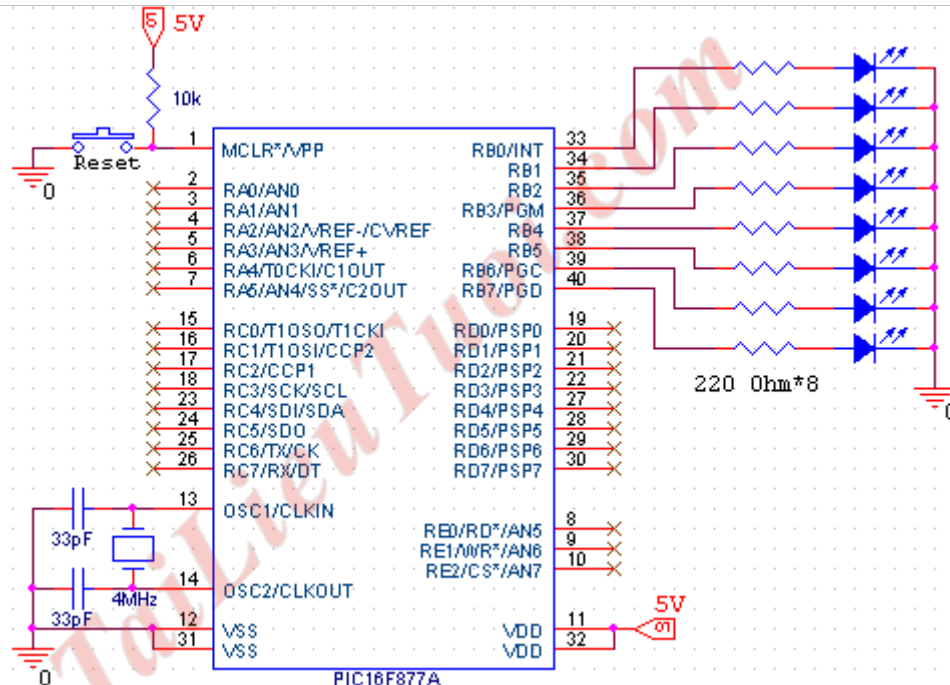 5V
10k
Reset
0
1 MCLR*/VPP
2 RA0/AN0
3 RA1/AN1
4 RA2/AN2/VREF-/CVREF
5 RA3/AN3/VREF+
6 RA4/T0CKI/C1OUT
7 RA5/AN4/SS*/C2OUT
15 RC0/T1OSO/T1CKI
16 RC1/T1OSI/CCP2
17 RC2/CCP1
18 RC3/SCK/SCL
23 RC4/SDI/SDA
24 RC5/SDO
25 RC6/TX/CK
26 RC7/RX/DT
13 OSC1/CLKIN
33pF
14 OSC2/CLKOUT
4MHz
33pF
12 VSS
31 VSS
0
RB0/INT 33
RB1 34
RB2 35
RB3/PGM 36
RB4 37
RB5 38
RB6/PGC 39
RB7/PGD 40
RD0/PSP0 19
RD1/PSP1 20
RD2/PSP2 21
RD3/PSP3 22
RD4/PSP4 27
RD5/PSP5 28
RD6/PSP6 29
RD7/PSP7 30
RE0/RD*/AN5 8
RE1/WR*/AN6 9
RE2/CS*/AN7 10
VDD 11
VDD 32
5V
220 Ohm*8
0
PIC16F877A
TaiLieuTuoi.com